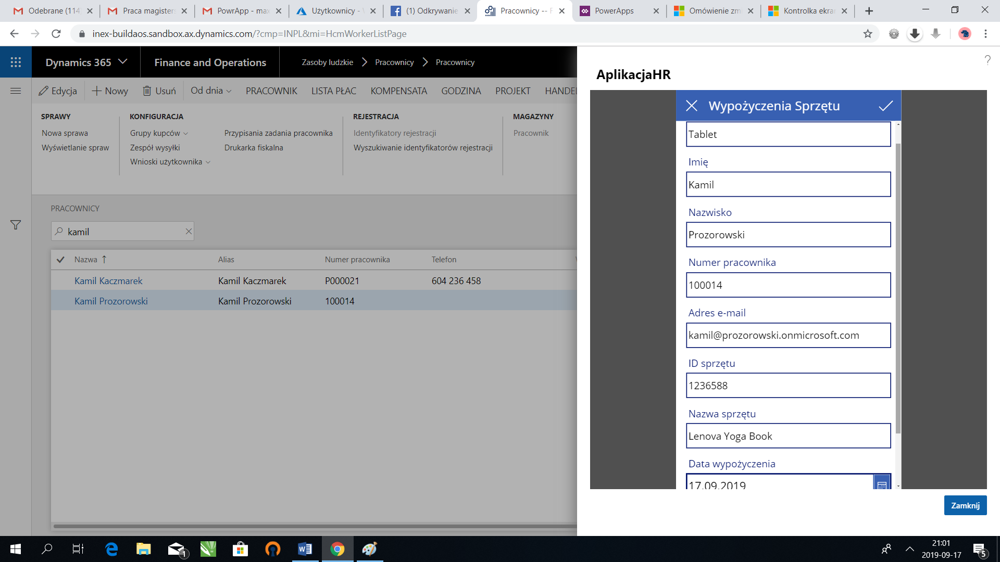 Odebrane (114
Praca magisters
PowrApp - max
Użytkownicy -
(1) Odkrywanie
Pracownicy --
PowerApps
Omówienie zmi
Kontrolka ekra
inex-buildaos.sandbox.ax.dynamics.com/?cmp=INPL&mi=HcmWorkerListPage
Dynamics 365
Finance and Operations
Zasoby ludzkie
Pracownicy
Pracownicy
Edycja
Nowy
Usuń
Od dnia
PRACOWNIK
LISTA PŁAC
KOMPENSATA
GODZINA
PROJEKT
HANDEL
SPRAWY
Nowa sprawa
Wyświetlanie spraw
KONFIGURACJA
Grupy kupców
Zespół wysyłki
Wnioski użytkownika
Przypisania zadania pracownika
Drukarka fiskalna
REJESTRACJA
Identyfikatory rejestracji
Wyszukiwanie identyfikatorów rejestracji
MAGAZYNY
Pracownik
PRACOWNICY
kamil
Nazwa ↑ Alias Numer pracownika Telefon
Kamil Kaczmarek Kamil Kaczmarek P000021 604 236 458
Kamil Prozorowski Kamil Prozorowski 100014
?
AplikacjaHR
Wypożyczenia Sprzętu
Tablet
Imię
Kamil
Nazwisko
Prozorowski
Numer pracownika
100014
Adres e-mail
kamil@prozorowski.onmicrosoft.com
ID sprzętu
1236588
Nazwa sprzętu
Lenova Yoga Book
Data wypożyczenia
17.09.2019
Zamknij
1
21:01
2019-09-17
5